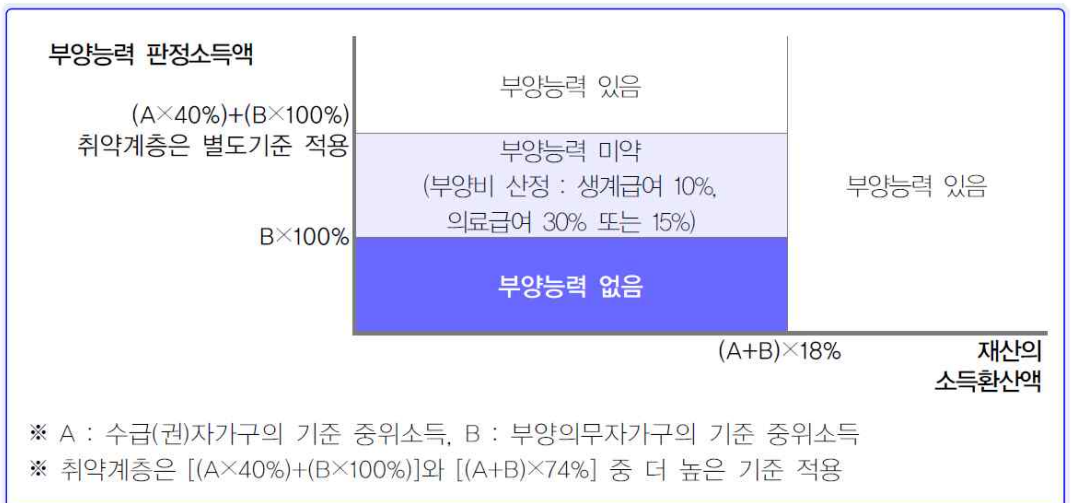 부양능력 판정소득액
(A×40%)+(B×100%)
취약계층은 별도기준 적용
B×100%
부양능력 있음
부양능력 미약
(부양비 산정 : 생계급여 10%,
의료급여 30% 또는 15%)
부양능력 없음
부양능력 있음
(A+B)×18%
재산의
소득환산액
※ A : 수급(권)자가구의 기준 중위소득, B : 부양의무자가구의 기준 중위소득
※ 취약계층은 [(A×40%)+(B×100%)]와 [(A+B)×74%] 중 더 높은 기준 적용